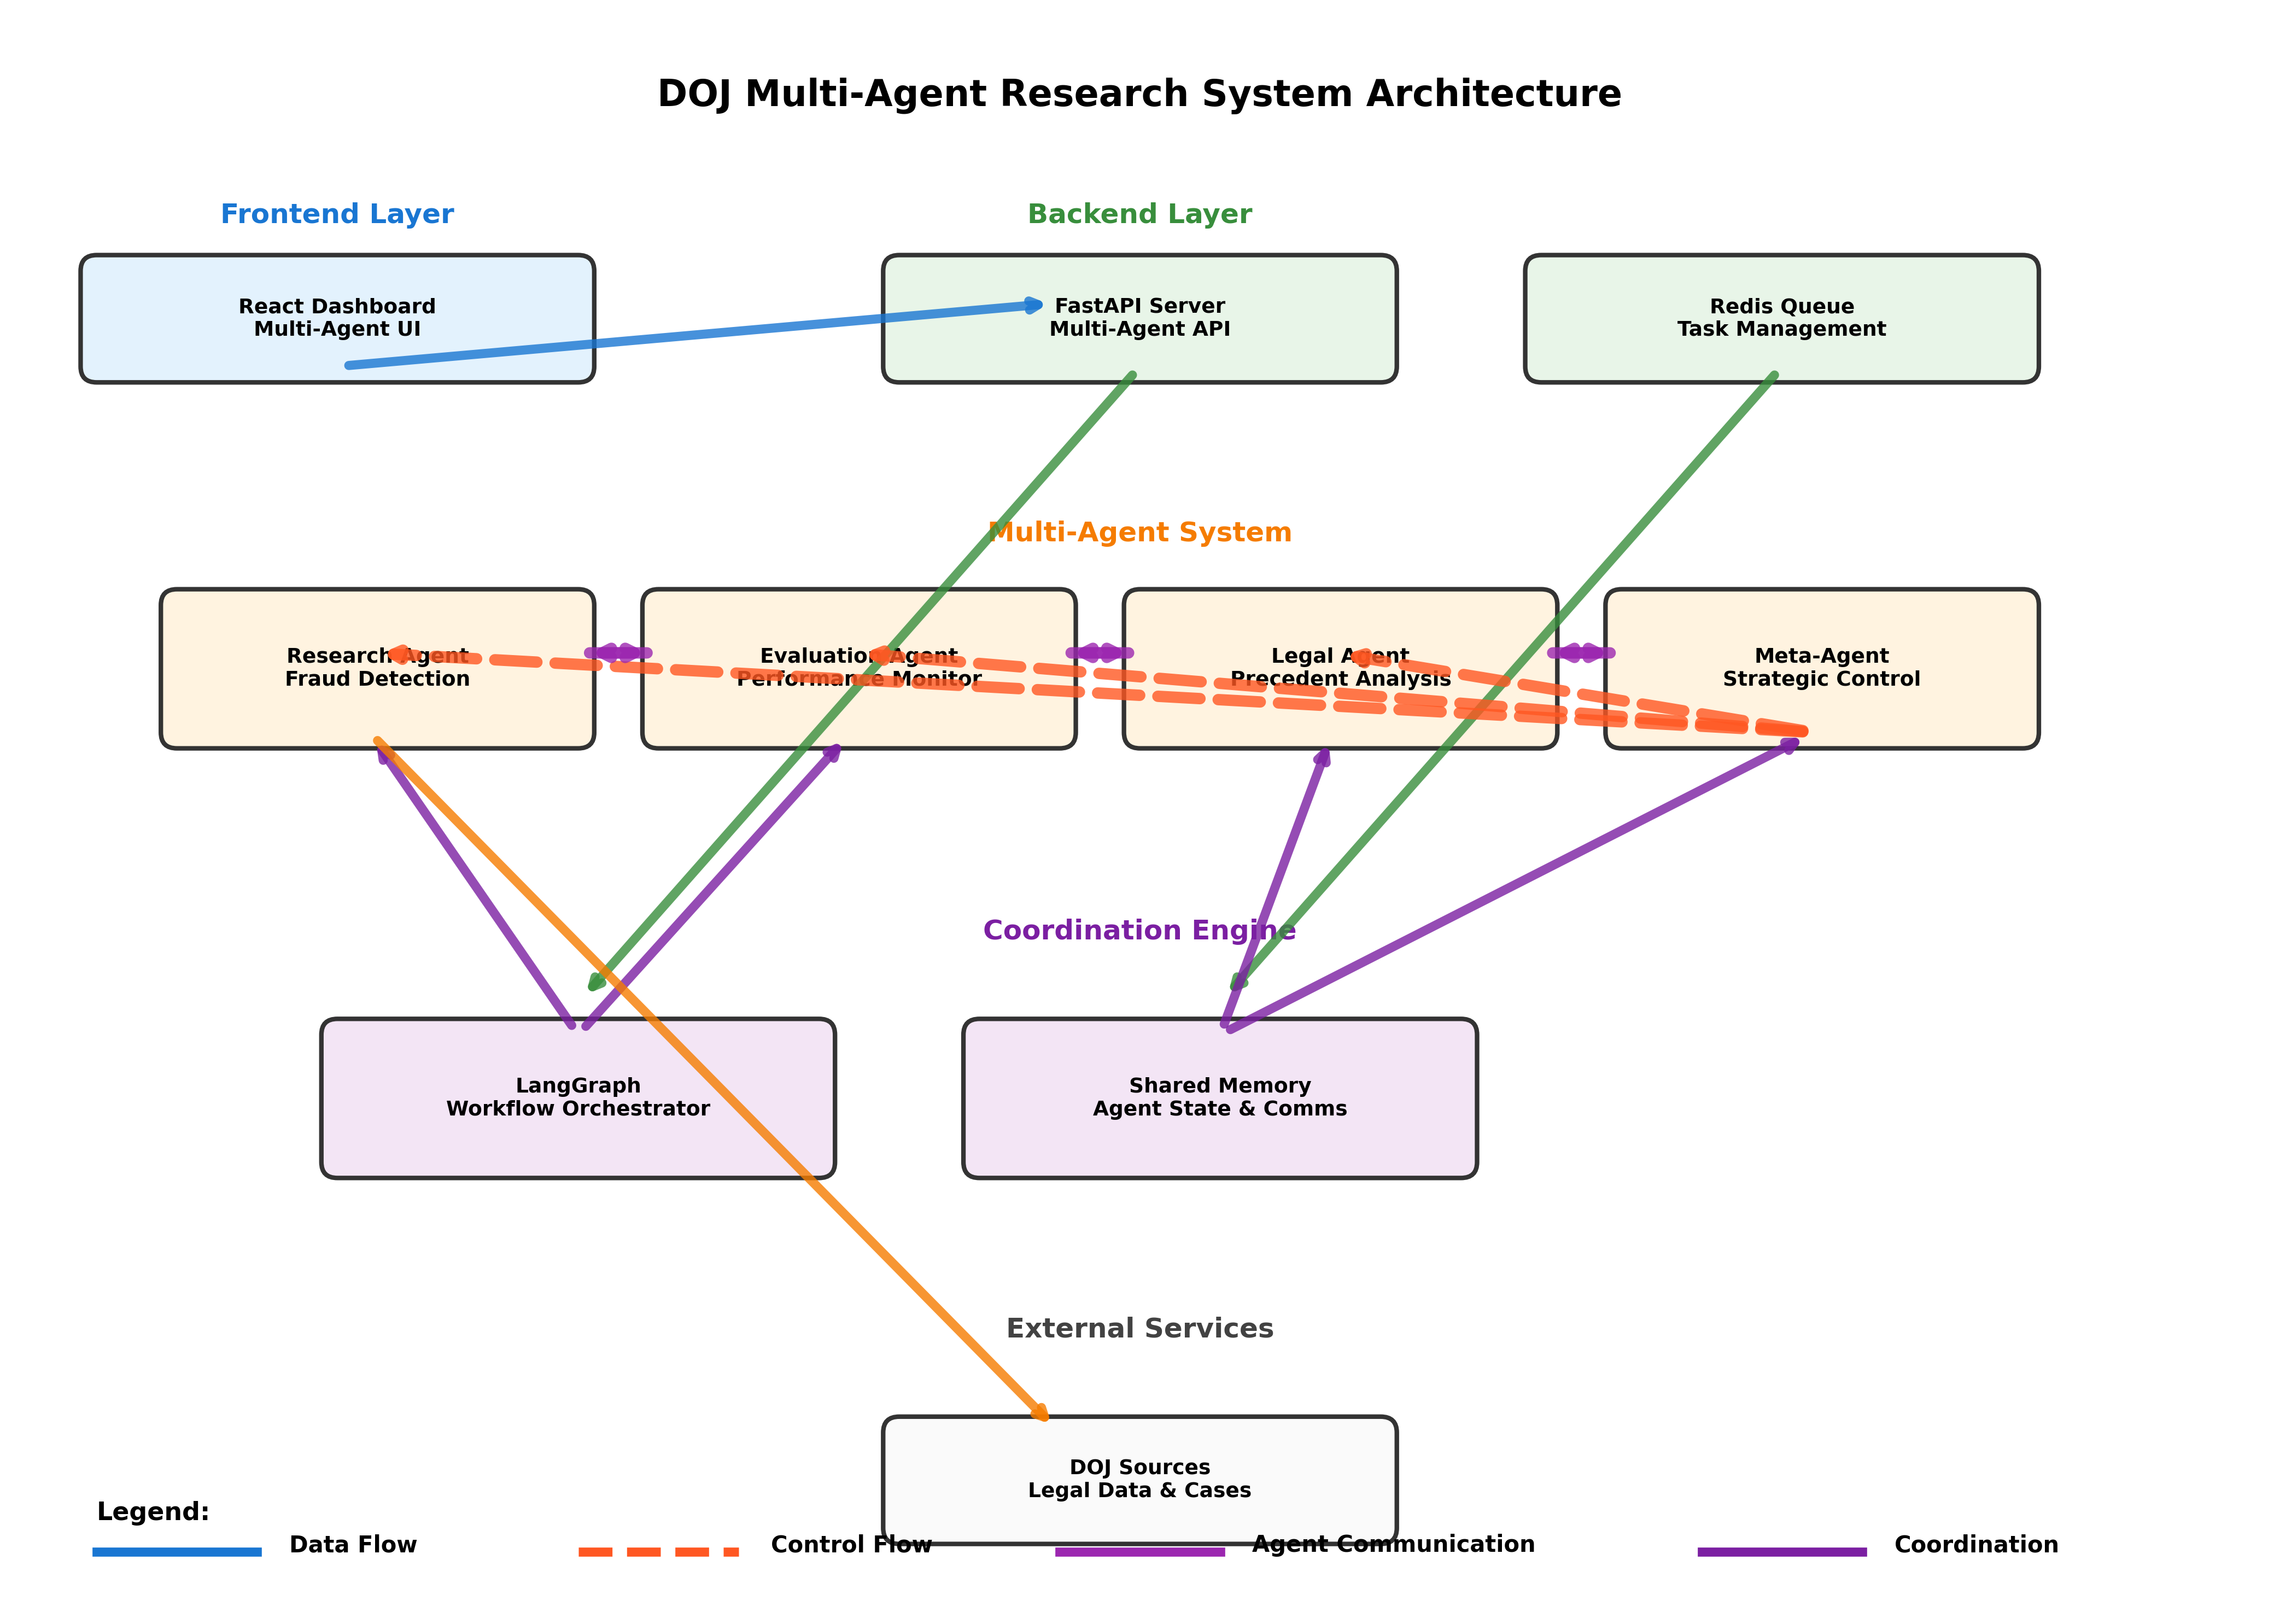 DOJ Multi-Agent Research System Architecture
Frontend Layer
Backend Layer
React Dashboard
Multi-Agent UI
FastAPI Server
Multi-Agent API
Redis Queue
Task Management
Multi-Agent System
Research Agent
Fraud Detection
Evaluation Agent
Performance Monitor
Legal Agent
Precedent Analysis
Meta-Agent
Strategic Control
Coordination Engine
LangGraph
Workflow Orchestrator
Shared Memory
Agent State & Comms
External Services
DOJ Sources
Legal Data & Cases
Legend:
Data Flow
Control Flow
Agent Communication
Coordination